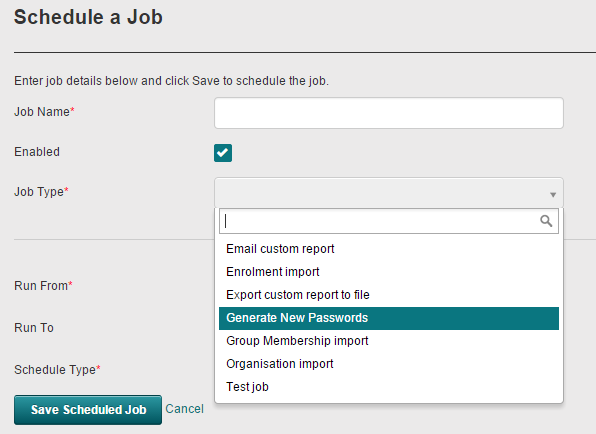 Schedule a Job
Enter job details below and click Save to schedule the job.
Job Name*
Enabled
Job Type*
Email custom report
Enrolment import
Export custom report to file
Generate New Passwords
Group Membership import
Organisation import
Test job
Run From*
Run To
Schedule Type*
Save Scheduled Job Cancel